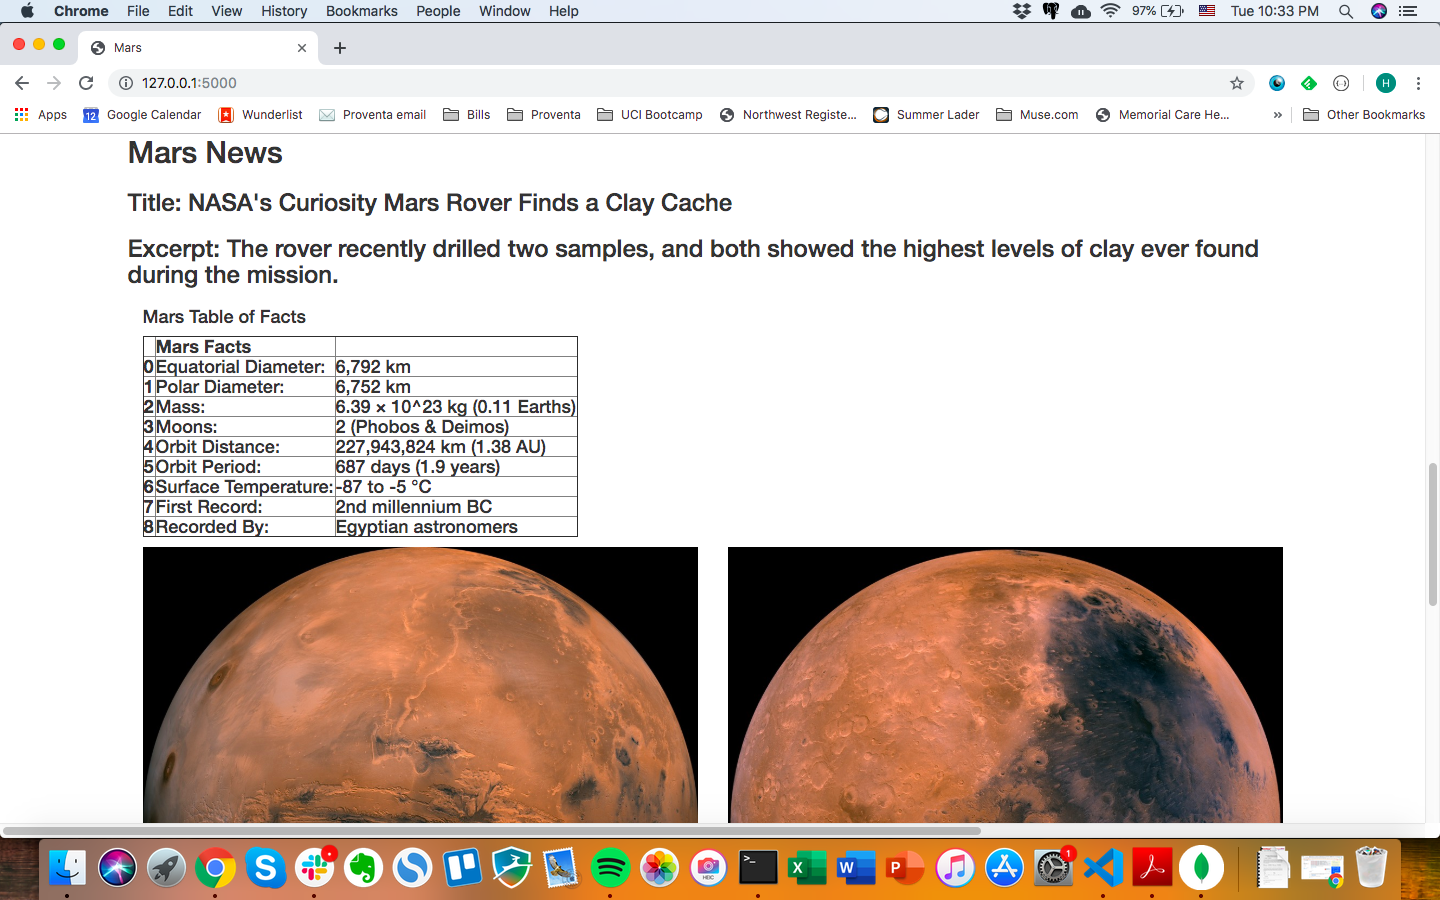 Chrome File Edit View History Bookmarks People Window Help 97% Tue 10:33 PM
Mars
127.0.0.1:5000 H
Apps 12 Google Calendar Wunderlist Proventa email Bills Proventa UCI Bootcamp Northwest Registe... Summer Lader Muse.com Memorial Care He... » Other Bookmarks
Mars News
Title: NASA's Curiosity Mars Rover Finds a Clay Cache
Excerpt: The rover recently drilled two samples, and both showed the highest levels of clay ever found
during the mission.
Mars Table of Facts
Mars Facts
0 Equatorial Diameter: 6,792 km
1 Polar Diameter: 6,752 km
2 Mass: 6.39 × 10^23 kg (0.11 Earths)
3 Moons: 2 (Phobos & Deimos)
4 Orbit Distance: 227,943,824 km (1.38 AU)
5 Orbit Period: 687 days (1.9 years)
6 Surface Temperature: -87 to -5 °C
7 First Record: 2nd millennium BC
8 Recorded By: Egyptian astronomers
S HEIC >_ X W P 1